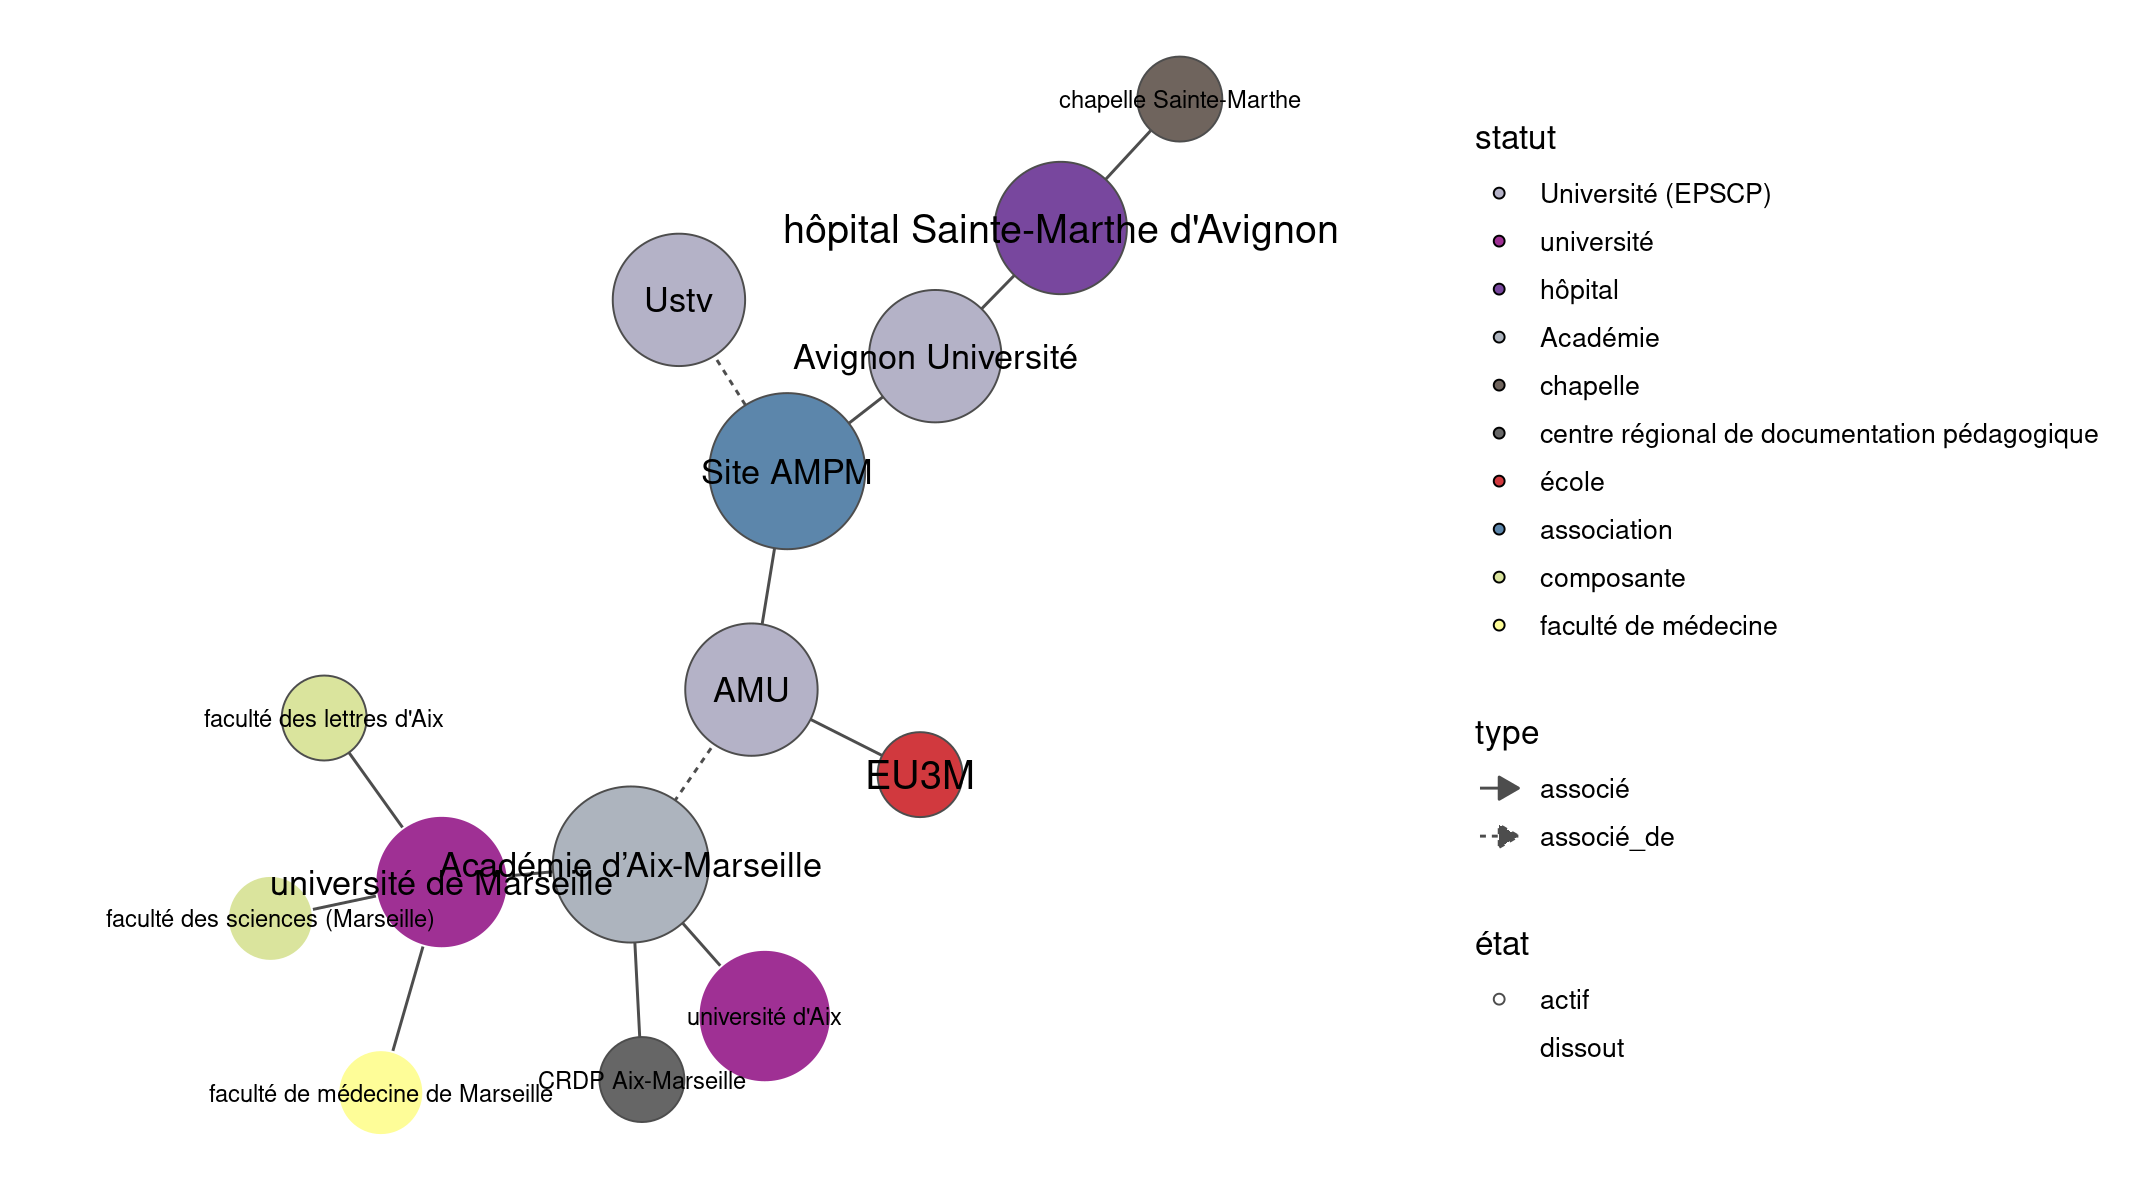 chapelle Sainte-Marthe
hôpital Sainte-Marthe d'Avignon
Ustv
Avignon Université
Site AMPM
AMU
faculté des lettres d'Aix
EU3M
Académie d’Aix-Marseille
université de Marseille
faculté des sciences (Marseille)
université d'Aix
CRDP Aix-Marseille
faculté de médecine de Marseille
statut
Université (EPSCP)
université
hôpital
Académie
chapelle
centre régional de documentation pédagogique
école
association
composante
faculté de médecine
type
associé
associé_de
état
actif
dissout